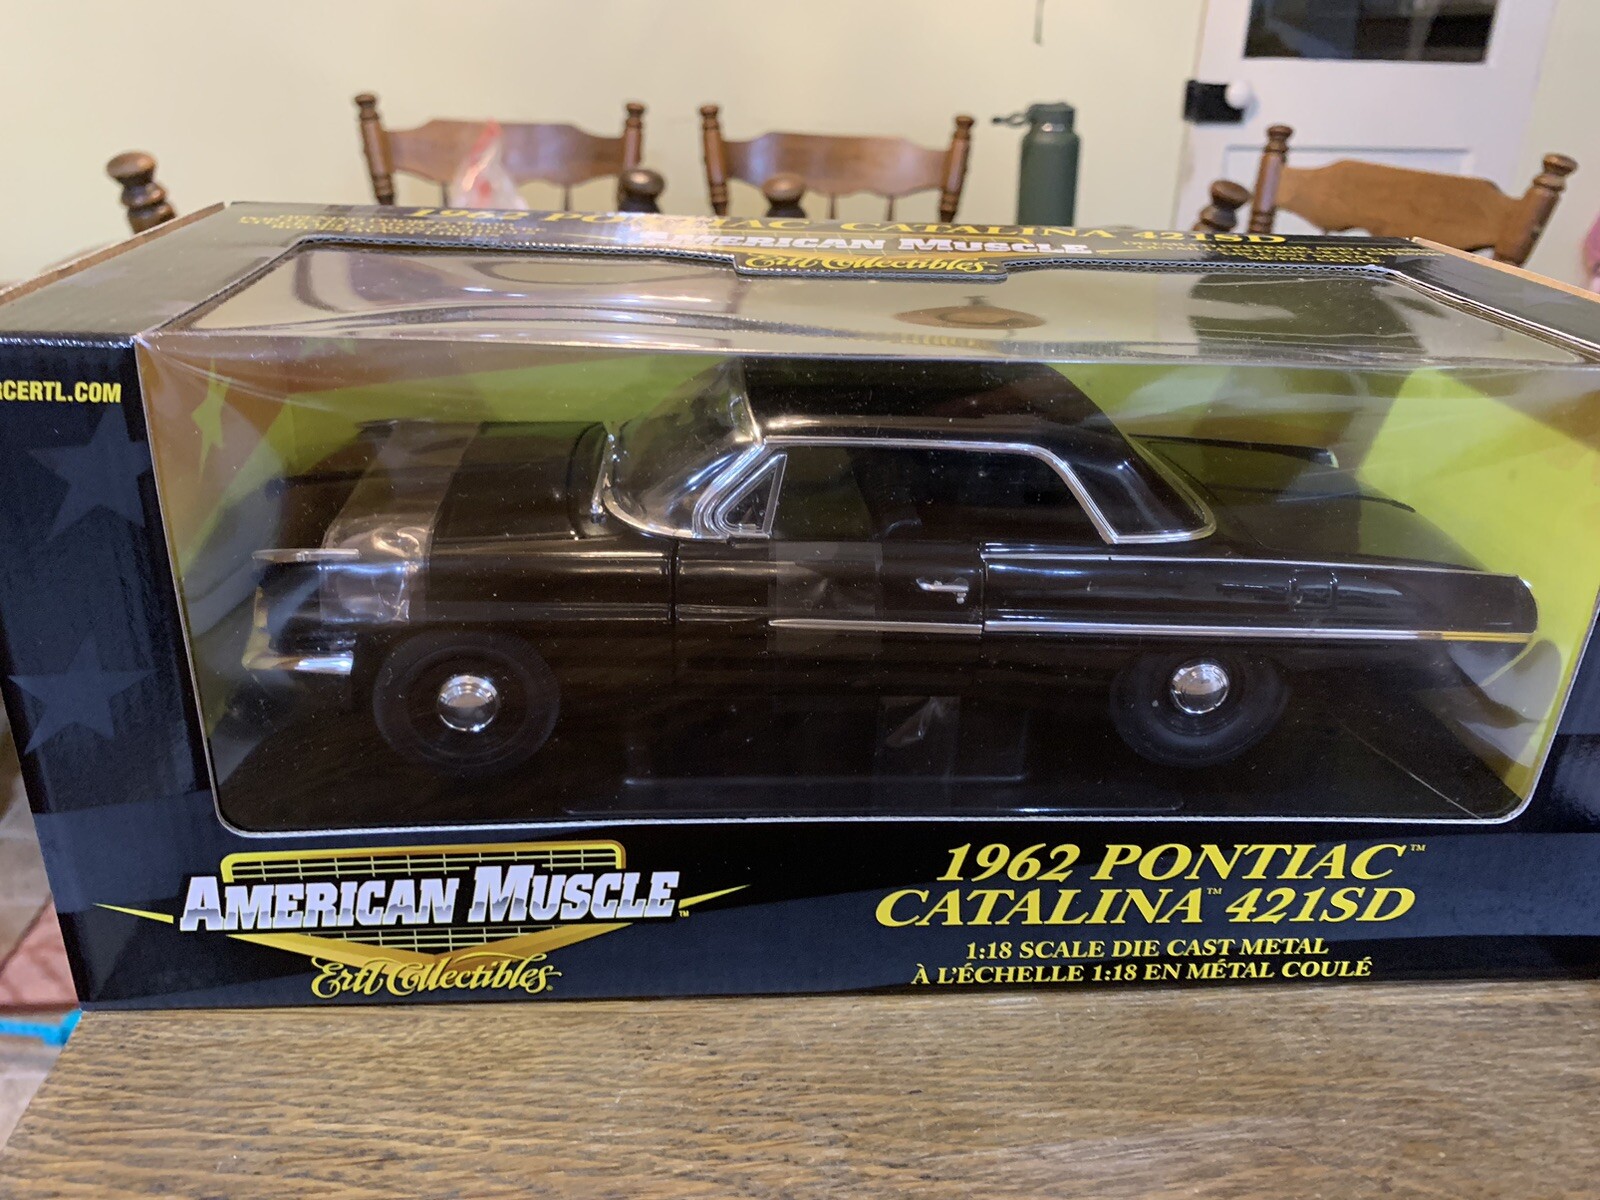 1962 PONTIAC CATALINA 421SD
AMERICAN MUSCLE
Ertl Collectibles
RCERTL.COM
AMERICAN MUSCLE™
Ertl Collectibles®
1962 PONTIAC™
CATALINA™ 421SD
1:18 SCALE DIE CAST METAL
À L'ÉCHELLE 1:18 EN MÉTAL COULÉ